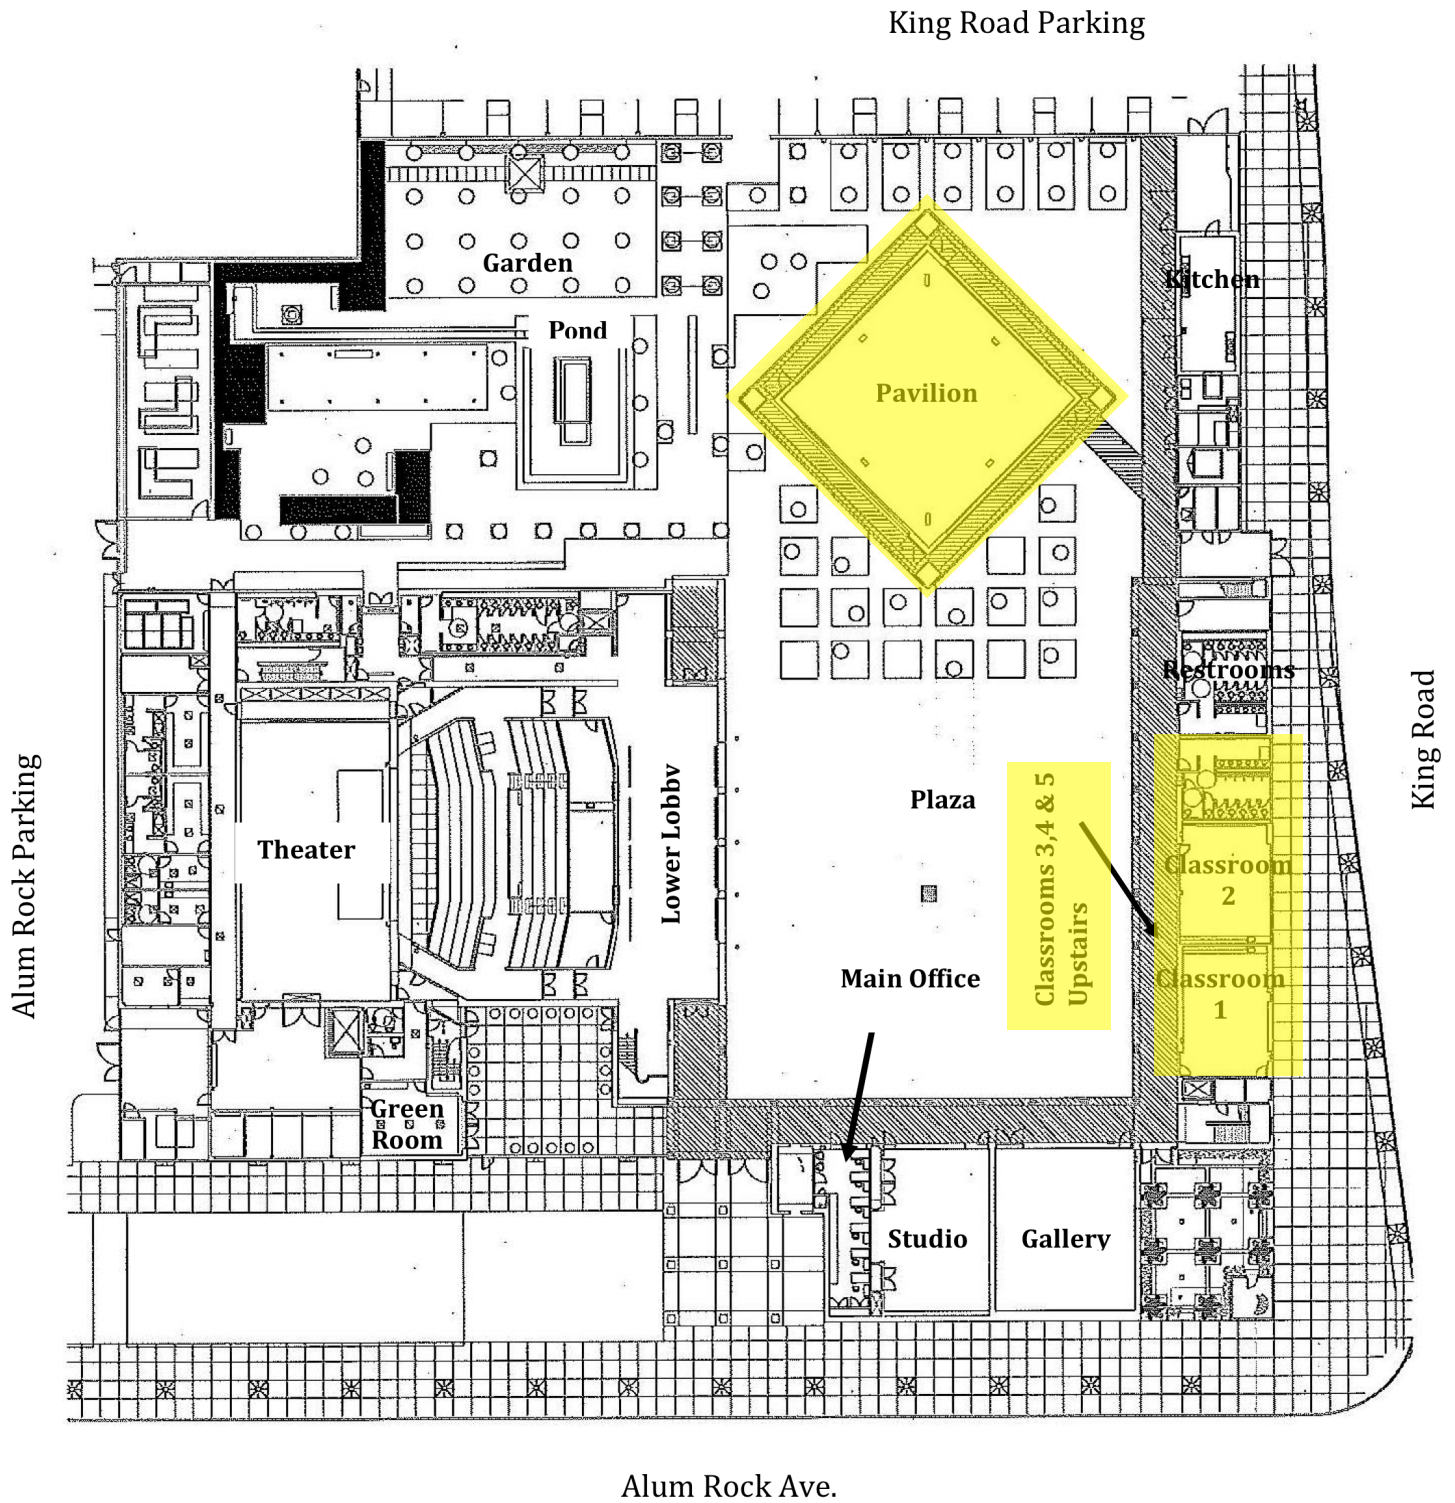 King Road Parking
Garden
Kitchen
Pond
Pavilion
Restrooms
King Road
Alum Rock Parking
Theater
Lower Lobby
Plaza
Classrooms 3,4 & 5
Upstairs
Classroom
2
Main Office
Classroom
1
Green
Room
Studio
Gallery
Alum Rock Ave.